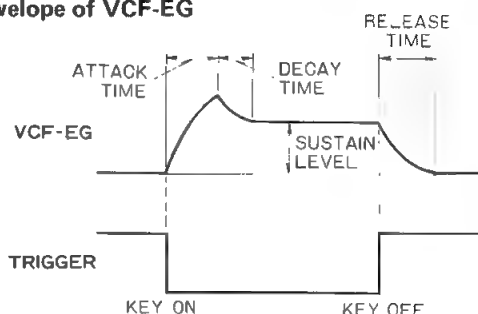 velope of VCF-EG
RELEASE
TIME
ATTACK
TIME
DECAY
TIME
VCF-EG
SUSTAIN
LEVEL
TRIGGER
KEY ON
KEY OFF